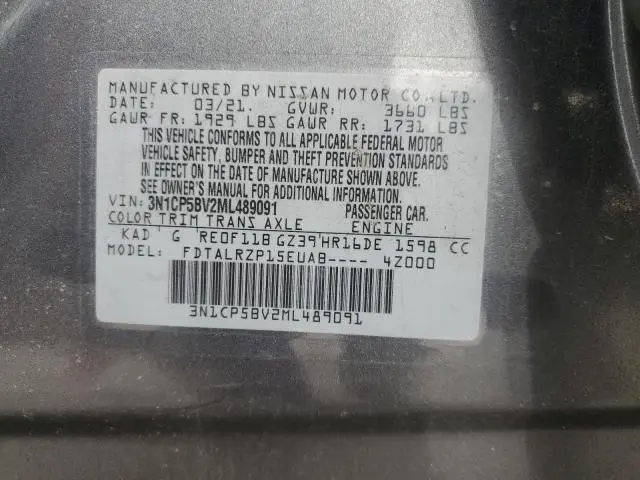 MANUFACTURED BY NISSAN MOTOR CO., LTD.
DATE: 03/21. GVWR: 3660 LBS
GAWR FR: 1929 LBS GAWR RR: 1731 LBS
THIS VEHICLE CONFORMS TO ALL APPLICABLE FEDERAL MOTOR
VEHICLE SAFETY, BUMPER AND THEFT PREVENTION STANDARDS
IN EFFECT ON THE DATE OF MANUFACTURE SHOWN ABOVE.
SEE OWNER'S MANUAL FOR ADDITIONAL INFORMATION.
VIN: 3N1CP5BV2ML489091 PASSENGER CAR.
COLOR TRIM TRANS AXLE ENGINE
KAD G RE0F11B GZ39 HR16DE 1598 CC
MODEL: FDTALRZP15EUAB---- 4Z000
3N1CP5BV2ML489091